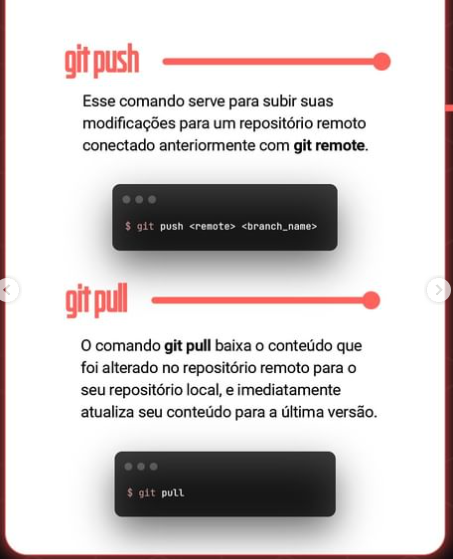 git push
Esse comando serve para subir suas
modificações para um repositório remoto
conectado anteriormente com git remote.
$ git push <remote> <branch_name>
git pull
O comando git pull baixa o conteúdo que
foi alterado no repositório remoto para o
seu repositório local, e imediatamente
atualiza seu conteúdo para a última versão.
$ git pull